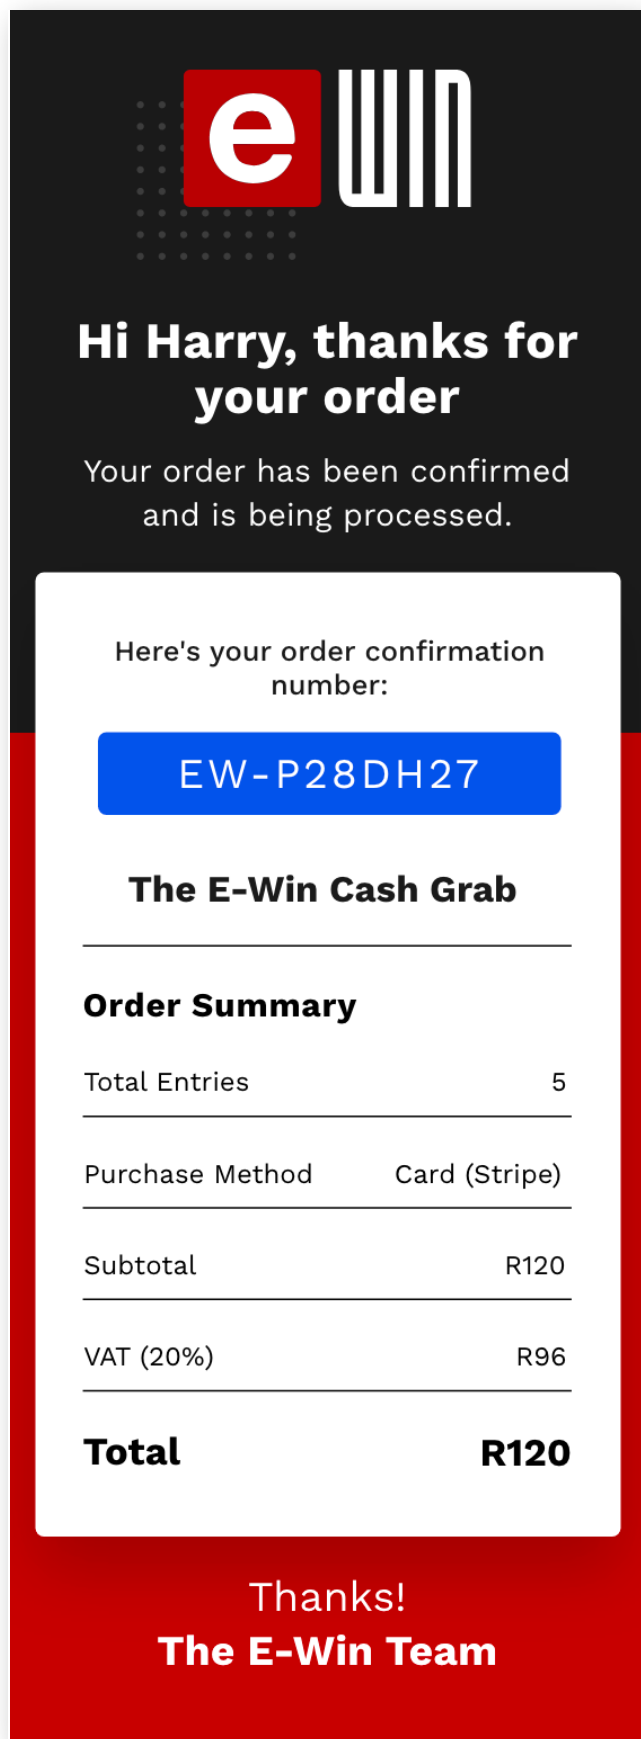 e WIN
Hi Harry, thanks for
your order
Your order has been confirmed
and is being processed.
Here's your order confirmation
number:
EW-P28DH27
The E-Win Cash Grab
Order Summary
Total Entries 5
Purchase Method Card (Stripe)
Subtotal R120
VAT (20%) R96
Total R120
Thanks!
The E-Win Team